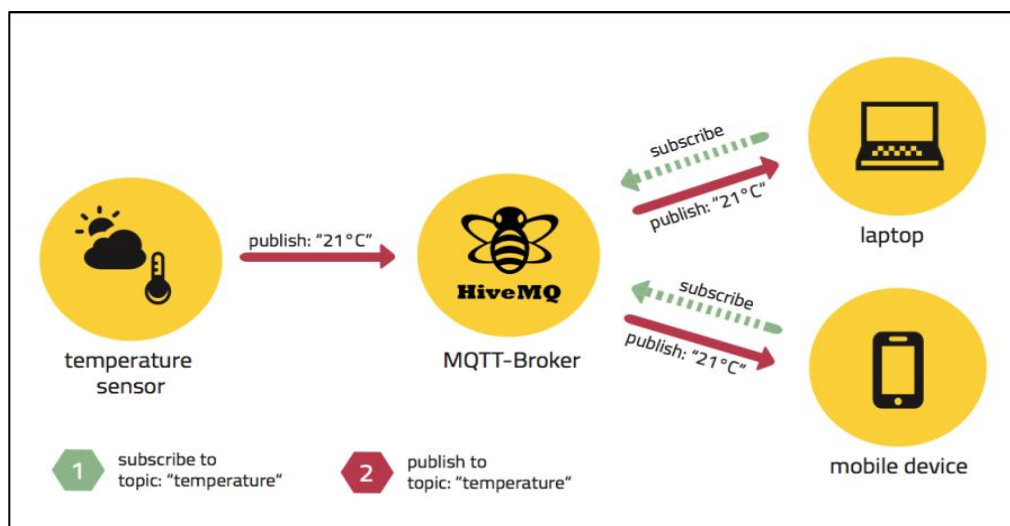 temperature
sensor
publish: "21°C"
HiveMQ
MQTT-Broker
subscribe
publish: "21°C"
laptop
subscribe
publish: "21°C"
mobile device
1
subscribe to
topic: "temperature"
2
publish to
topic: "temperature"